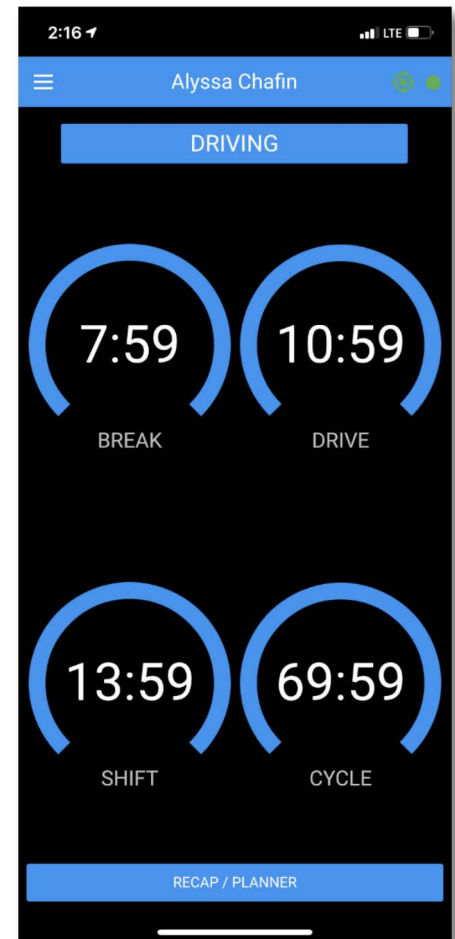 2:16 LTE
Alyssa Chafin
DRIVING
7:59 10:59
BREAK DRIVE
13:59 69:59
SHIFT CYCLE
RECAP / PLANNER